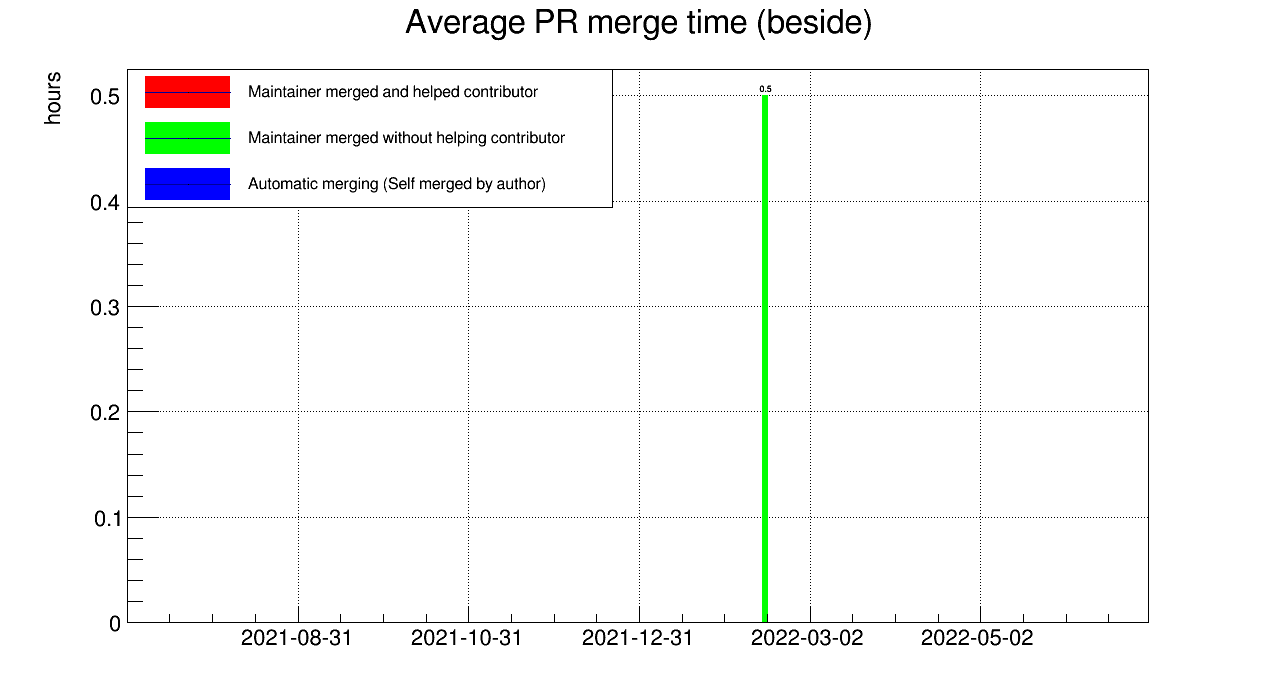 Average PR merge time (beside)
hours
Maintainer merged and helped contributor
Maintainer merged without helping contributor
Automatic merging (Self merged by author)
0.5
0.5
0.4
0.3
0.2
0.1
0
2021-08-31 2021-10-31 2021-12-31 2022-03-02 2022-05-02